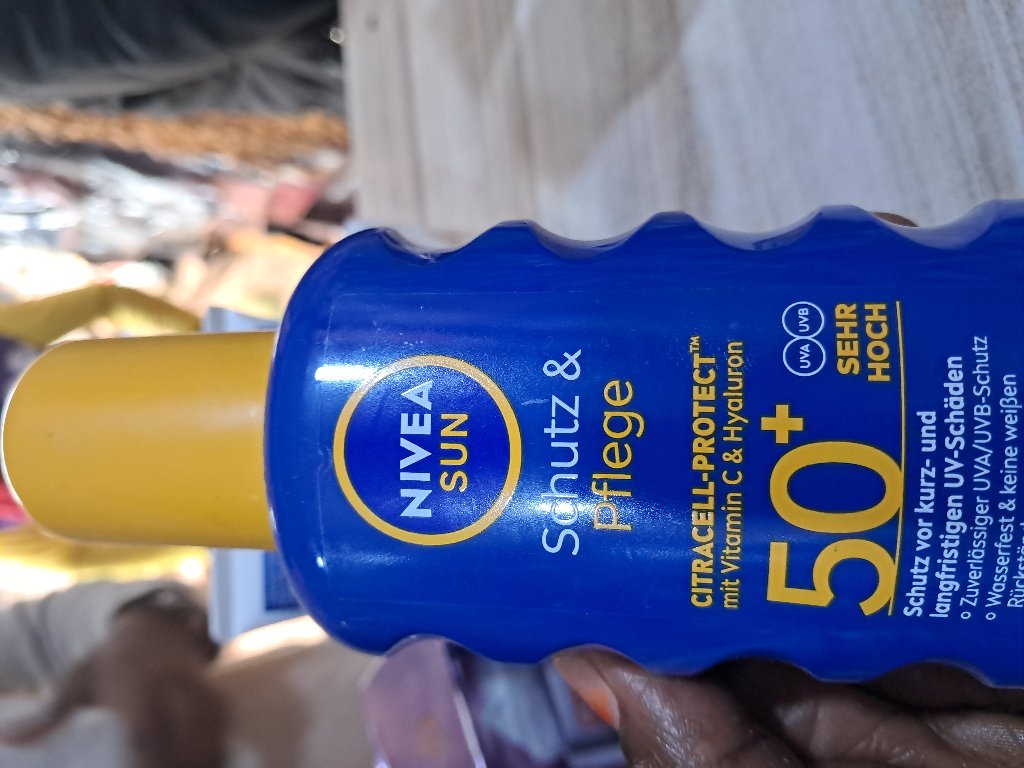 NIVEA
SUN
Schutz &
Pflege
CITRACELL-PROTECT™
mit Vitamin C & Hyaluron
50+
UVA UVB
SEHR
HOCH
Schutz vor kurz- und
langfristigen UV-Schäden
o Zuverlässiger UVA/UVB-Schutz
o Wasserfest & keine weißen